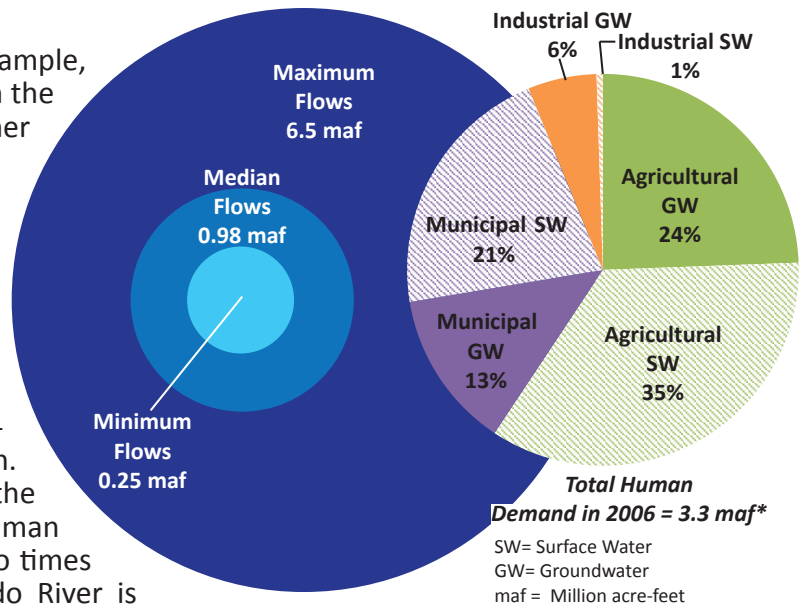 ample,
the
her
the
man
times
do River is
Maximum
Flows
6.5 maf
Median
Flows
0.98 maf
Minimum
Flows
0.25 maf
Industrial GW
6%
Industrial SW
1%
Agricultural
GW
24%
Municipal SW
21%
Municipal
GW
13%
Agricultural
SW
35%
Total Human
Demand in 2006 = 3.3 maf*
SW= Surface Water
GW= Groundwater
maf = Million acre-feet